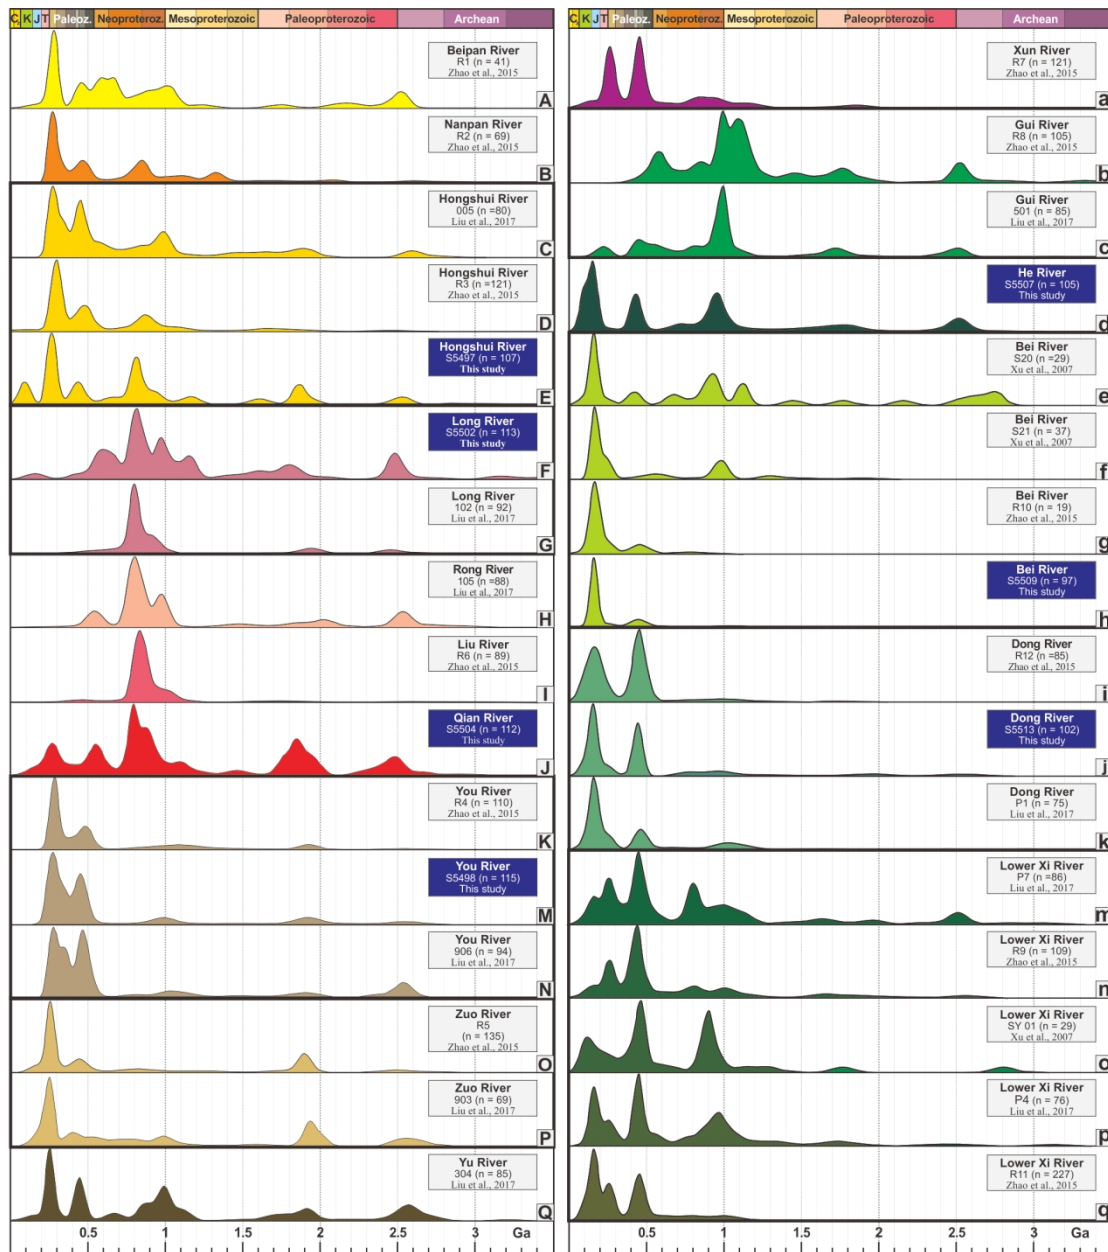 C. K J T Paleoz. Neoproteroz. Mesoproterozoic Paleoproterozoic Archean
Beipan River
R1 (n = 41)
Zhao et al., 2015
A
Nanpan River
R2 (n = 69)
Zhao et al., 2015
B
Hongshui River
005 (n =80)
Liu et al., 2017
C
Hongshui River
R3 (n =121)
Zhao et al., 2015
D
Hongshui River
S5497 (n = 107)
This study
E
Long River
S5502 (n = 113)
This study
F
Long River
102 (n = 92)
Liu et al., 2017
G
Rong River
105 (n =88)
Liu et al., 2017
H
Liu River
R6 (n = 89)
Zhao et al., 2015
I
Qian River
S5504 (n = 112)
This study
J
You River
R4 (n = 110)
Zhao et al., 2015
K
You River
S5498 (n = 115)
This study
M
You River
906 (n = 94)
Liu et al., 2017
N
Zuo River
R5
(n = 135)
Zhao et al., 2015
O
Zuo River
903 (n = 69)
Liu et al., 2017
P
Yu River
304 (n = 85)
Liu et al., 2017
Q
0.5 1 1.5 2 2.5 3 Ga
C. K J T Paleoz. Neoproteroz. Mesoproterozoic Paleoproterozoic Archean
Xun River
R7 (n = 121)
Zhao et al., 2015
a
Gui River
R8 (n = 105)
Zhao et al., 2015
b
Gui River
501 (n = 85)
Liu et al., 2017
c
He River
S5507 (n = 105)
This study
d
Bei River
S20 (n =29)
Xu et al., 2007
e
Bei River
S21 (n = 37)
Xu et al., 2007
f
Bei River
R10 (n = 19)
Zhao et al., 2015
g
Bei River
S5509 (n = 97)
This study
h
Dong River
R12 (n =85)
Zhao et al., 2015
i
Dong River
S5513 (n = 102)
This study
j
Dong River
P1 (n = 75)
Liu et al., 2017
k
Lower Xi River
P7 (n =86)
Liu et al., 2017
m
Lower Xi River
R9 (n = 109)
Zhao et al., 2015
n
Lower Xi River
SY 01 (n = 29)
Xu et al., 2007
o
Lower Xi River
P4 (n = 76)
Liu et al., 2017
p
Lower Xi River
R11 (n = 227)
Zhao et al., 2015
q
0.5 1 1.5 2 2.5 3 Ga